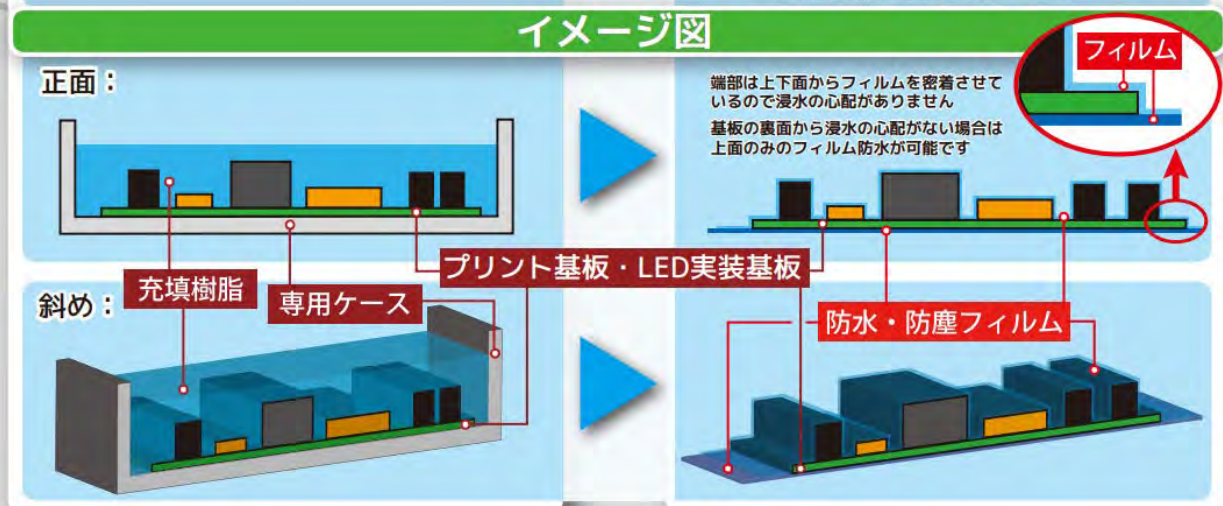 イメージ図
正面：
端部は上下面からフィルムを密着させて
いるので浸水の心配がありません
基板の裏面から浸水の心配がない場合は
上面のみのフィルム防水が可能です
フィルム
プリント基板・LED実装基板
充填樹脂
専用ケース
斜め：
防水・防塵フィルム